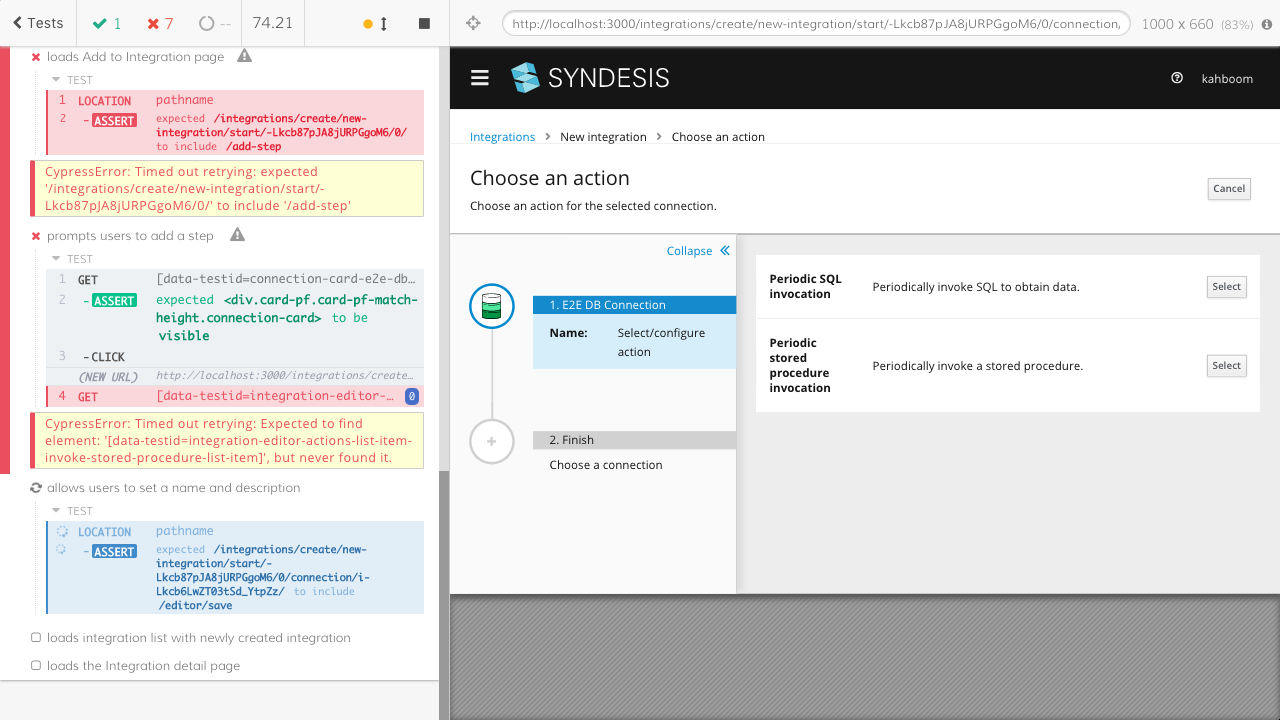 Tests
1
7
--
74.21
http://localhost:3000/integrations/create/new-integration/start/-Lkcb87pJA8jURPGgoM6/0/connection,
1000 x 660 (83%)
loads Add to Integration page
TEST
1 LOCATION pathname
2 -ASSERT expected /integrations/create/new-
integration/start/-Lkcb87pJA8jURPGgoM6/0/
to include /add-step
CypressError: Timed out retrying: expected
'/integrations/create/new-integration/start/-
Lkcb87pJA8jURPGgoM6/0/' to include '/add-step'
prompts users to add a step
TEST
1 GET [data-testid=connection-card-e2e-db…
2 -ASSERT expected <div.card-pf.card-pf-match-
height.connection-card> to be
visible
3 -CLICK
(NEW URL) http://localhost:3000/integrations/create…
4 GET [data-testid=integration-editor-… 0
CypressError: Timed out retrying: Expected to find
element: '[data-testid=integration-editor-actions-list-item-
invoke-stored-procedure-list-item]', but never found it.
allows users to set a name and description
TEST
LOCATION pathname
-ASSERT expected /integrations/create/new-
integration/start/-
Lkcb87pJA8jURPGgoM6/0/connection/i-
Lkcb6LwZT03tSd_YtpZz/ to include
/editor/save
loads integration list with newly created integration
loads the Integration detail page
SYNDESIS
kahboom
Integrations > New integration > Choose an action
Choose an action
Choose an action for the selected connection.
Cancel
Collapse
1. E2E DB Connection
Name: Select/configure
action
2. Finish
Choose a connection
Periodic SQL
invocation
Periodically invoke SQL to obtain data.
Select
Periodic
stored
procedure
invocation
Periodically invoke a stored procedure.
Select